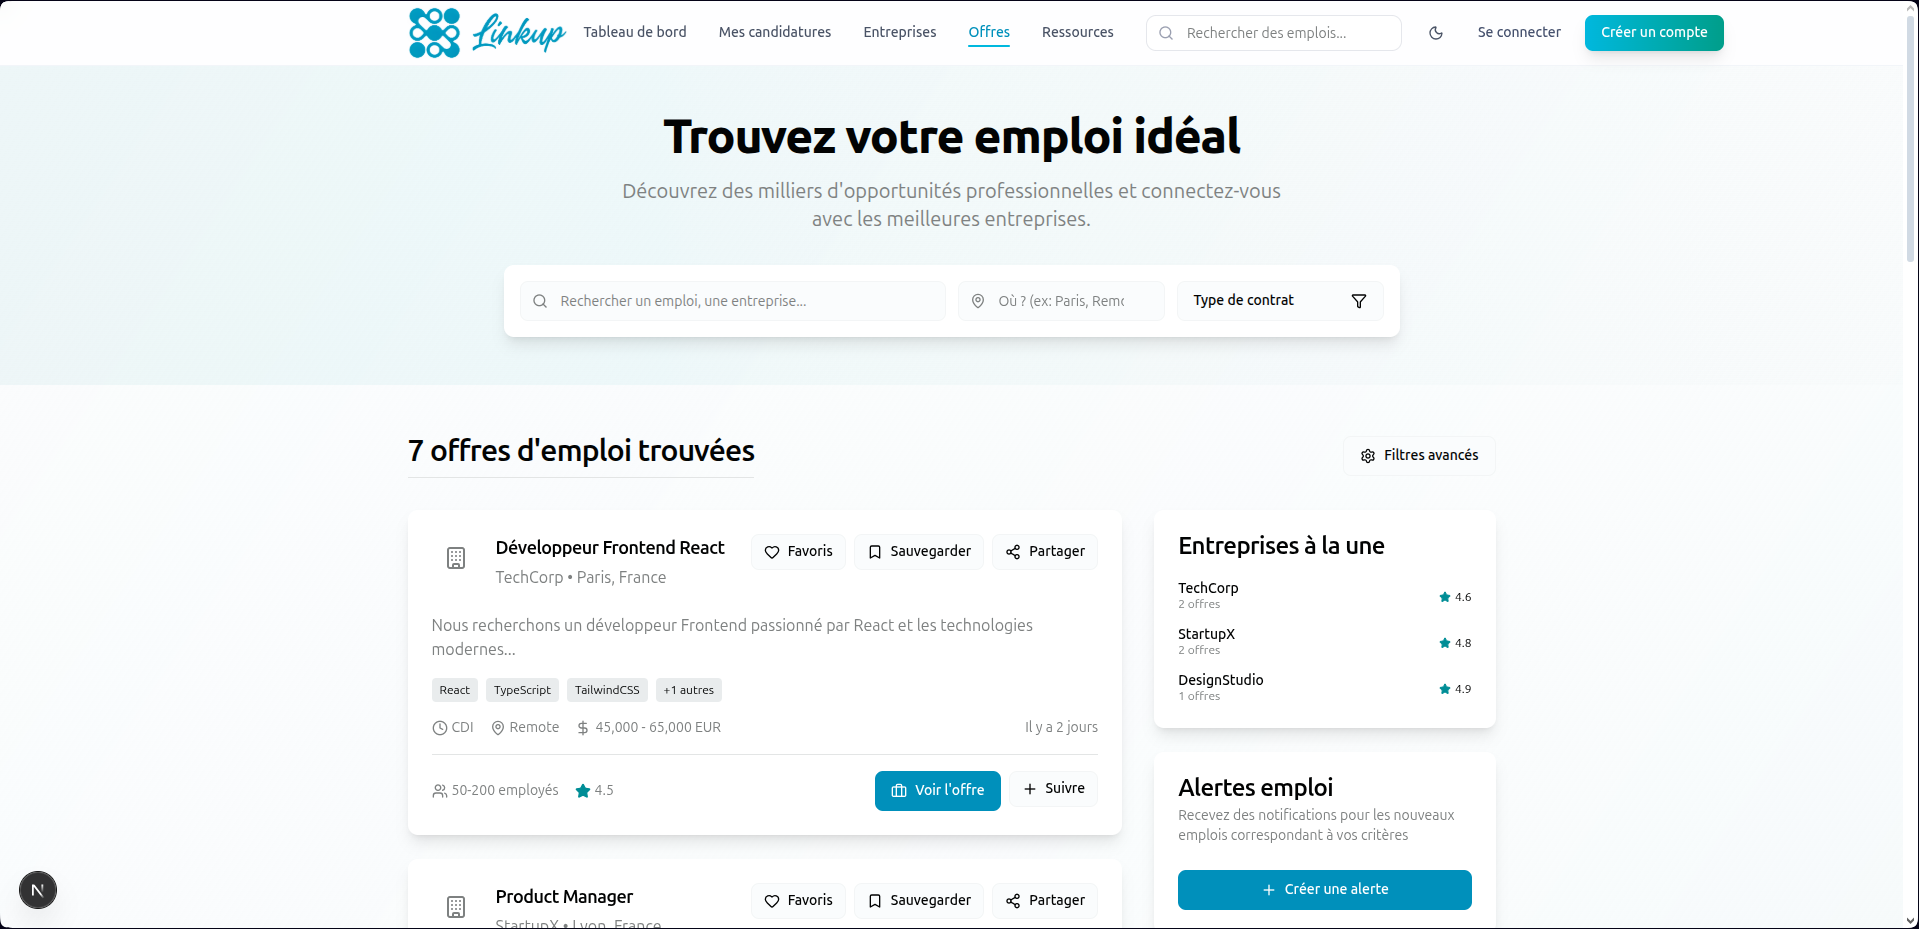 Linkup
Tableau de bord
Mes candidatures
Entreprises
Offres
Ressources
Rechercher des emplois...
Se connecter
Créer un compte
Trouvez votre emploi idéal
Découvrez des milliers d'opportunités professionnelles et connectez-vous
avec les meilleures entreprises.
Rechercher un emploi, une entreprise...
Où ? (ex: Paris, Remo
Type de contrat
7 offres d'emploi trouvées
Filtres avancés
Développeur Frontend React
TechCorp • Paris, France
Favoris
Sauvegarder
Partager
Nous recherchons un développeur Frontend passionné par React et les technologies
modernes...
React
TypeScript
TailwindCSS
+1 autres
CDI
Remote
45,000 - 65,000 EUR
Il y a 2 jours
50-200 employés
4.5
Voir l'offre
Suivre
Product Manager
StartupX • Lyon, France
Favoris
Sauvegarder
Partager
Entreprises à la une
TechCorp
2 offres
4.6
StartupX
2 offres
4.8
DesignStudio
1 offres
4.9
Alertes emploi
Recevez des notifications pour les nouveaux
emplois correspondant à vos critères
Créer une alerte
N